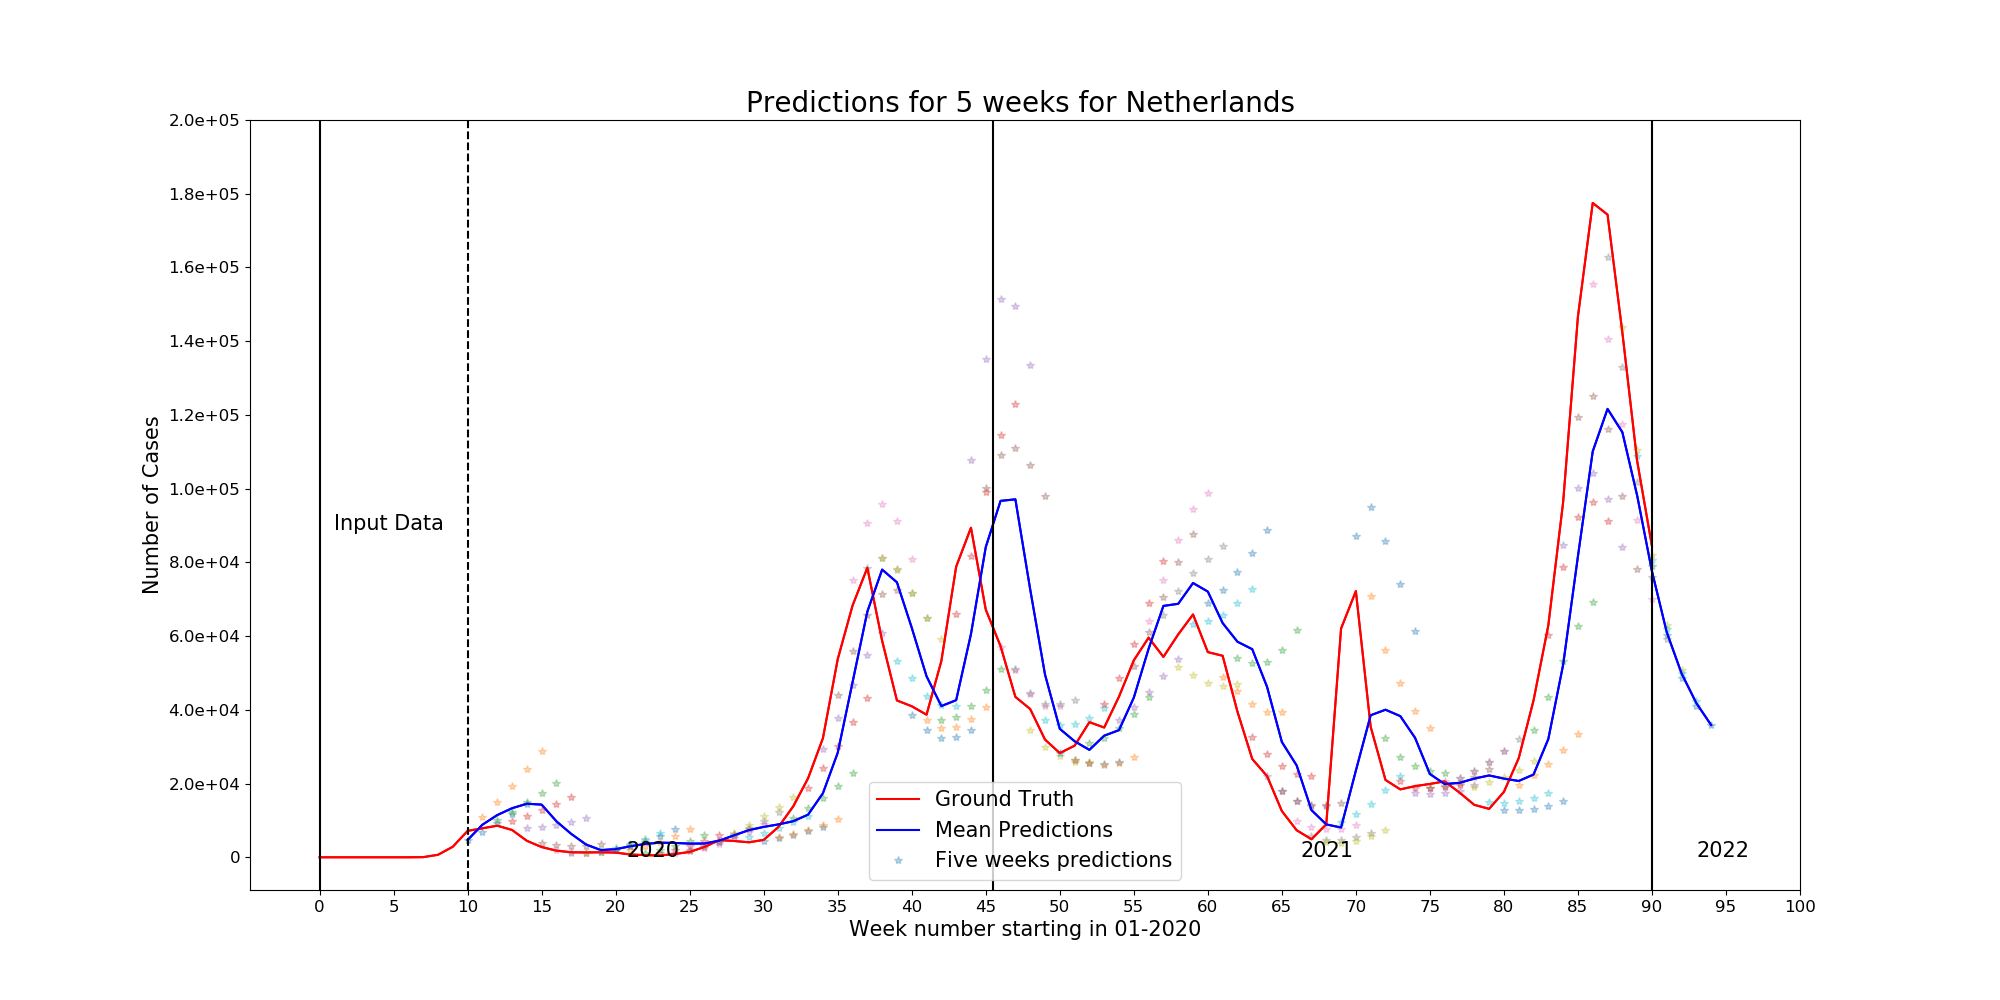 Predictions for 5 weeks for Netherlands
2.0e+05
1.8e+05
1.6e+05
1.4e+05
1.2e+05
1.0e+05
8.0e+04
6.0e+04
4.0e+04
2.0e+04
0
Number of Cases
Input Data
2020
2021
2022
Ground Truth
Mean Predictions
Five weeks predictions
0 5 10 15 20 25 30 35 40 45 50 55 60 65 70 75 80 85 90 95 100
Week number starting in 01-2020